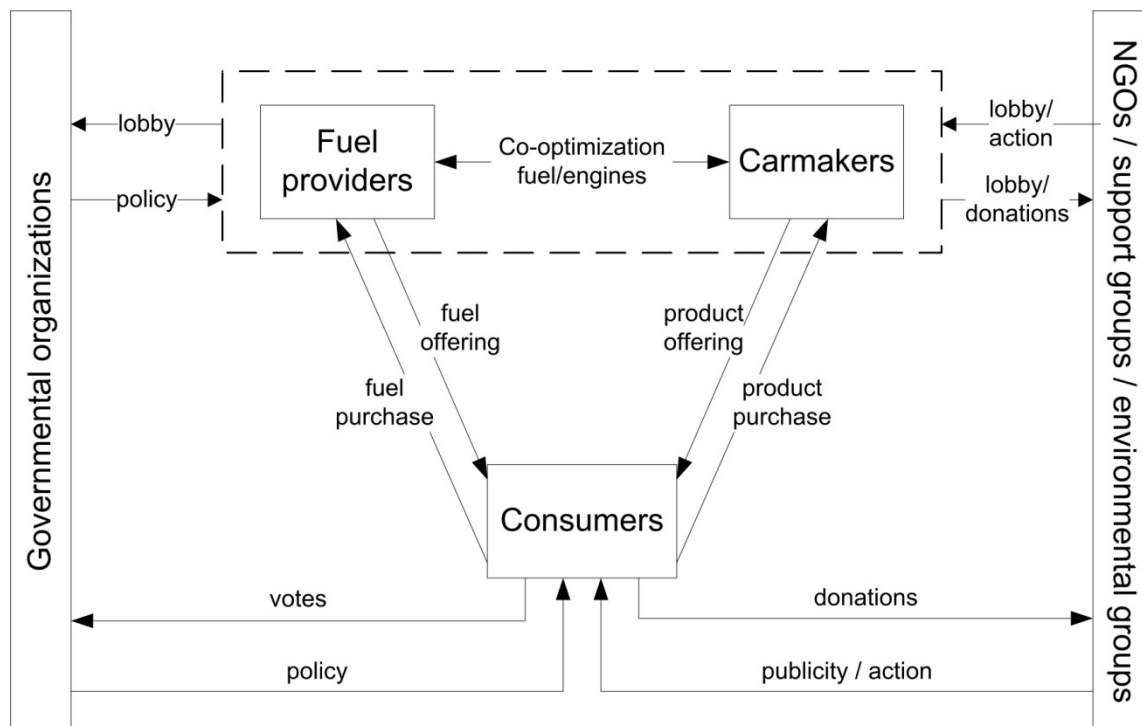 Governmental organizations
lobby
policy
Fuel
providers
Co-optimization
fuel/engines
Carmakers
lobby/
action
lobby/
donations
NGOs / support groups / environmental groups
fuel
offering
fuel
purchase
product
offering
product
purchase
Consumers
votes
policy
donations
publicity / action